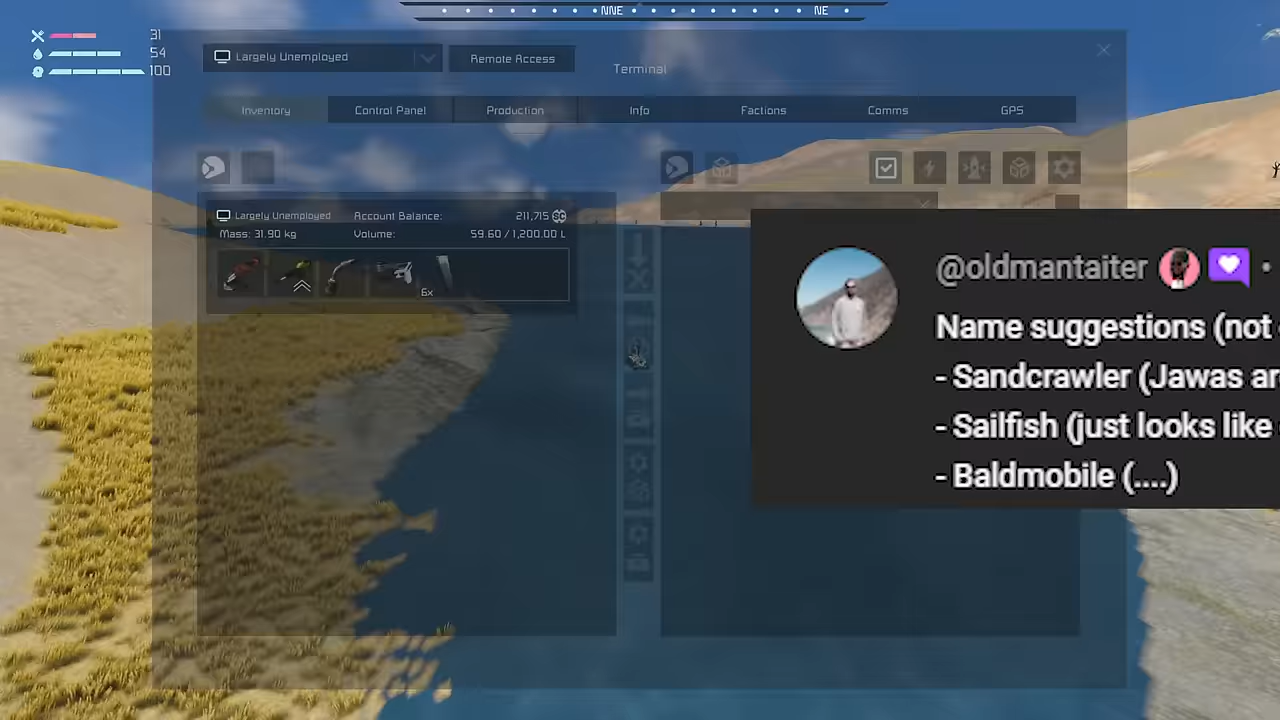 NNE
NE
31
54
100
Largely Unemployed
Remote Access
Terminal
Inventory
Control Panel
Production
Info
Factions
Comms
GPS
Largely Unemployed
Account Balance:
211,715 SC
Mass: 31.90 kg
Volume:
59.60 / 1,200.00 L
6x
@oldmantaiter
Name suggestions (not
- Sandcrawler (Jawas ar
- Sailfish (just looks like
- Baldmobile (....)